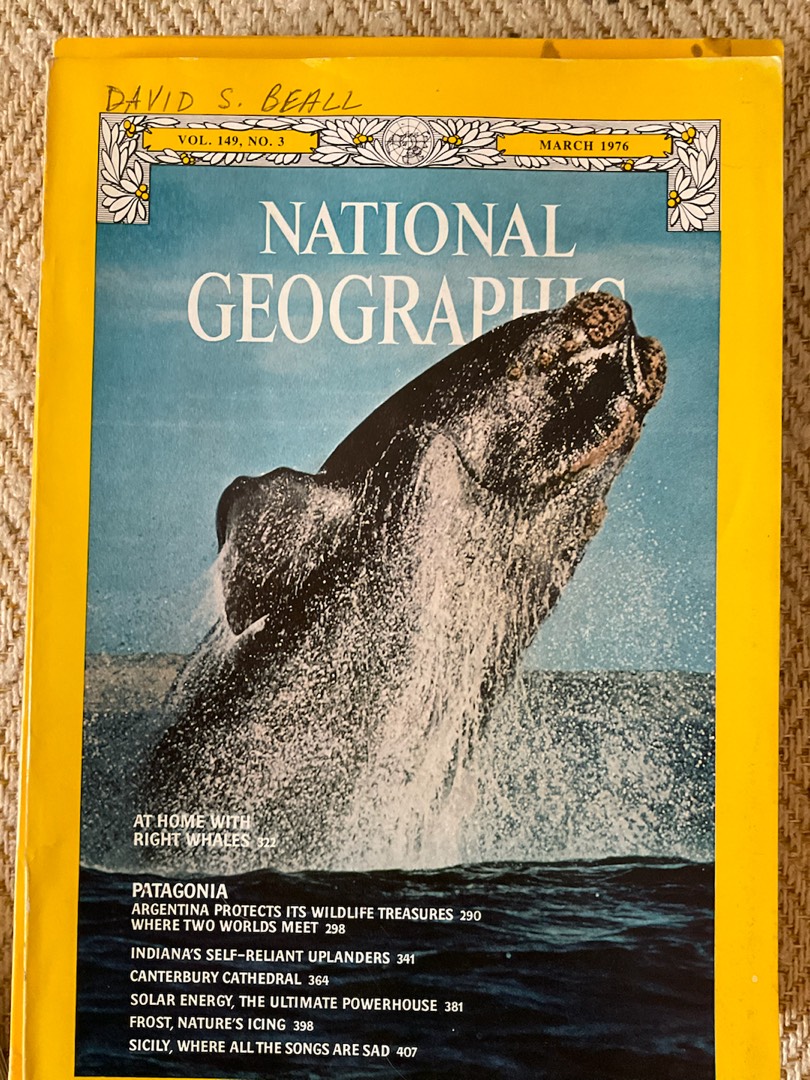 DAVID S. BEALL
VOL. 149, NO. 3
MARCH 1976
NATIONAL
GEOGRAPHIC
AT HOME WITH
RIGHT WHALES 322
PATAGONIA
ARGENTINA PROTECTS ITS WILDLIFE TREASURES 290
WHERE TWO WORLDS MEET 298
INDIANA'S SELF-RELIANT UPLANDERS 341
CANTERBURY CATHEDRAL 364
SOLAR ENERGY, THE ULTIMATE POWERHOUSE 381
FROST, NATURE'S ICING 398
SICILY, WHERE ALL THE SONGS ARE SAD 407